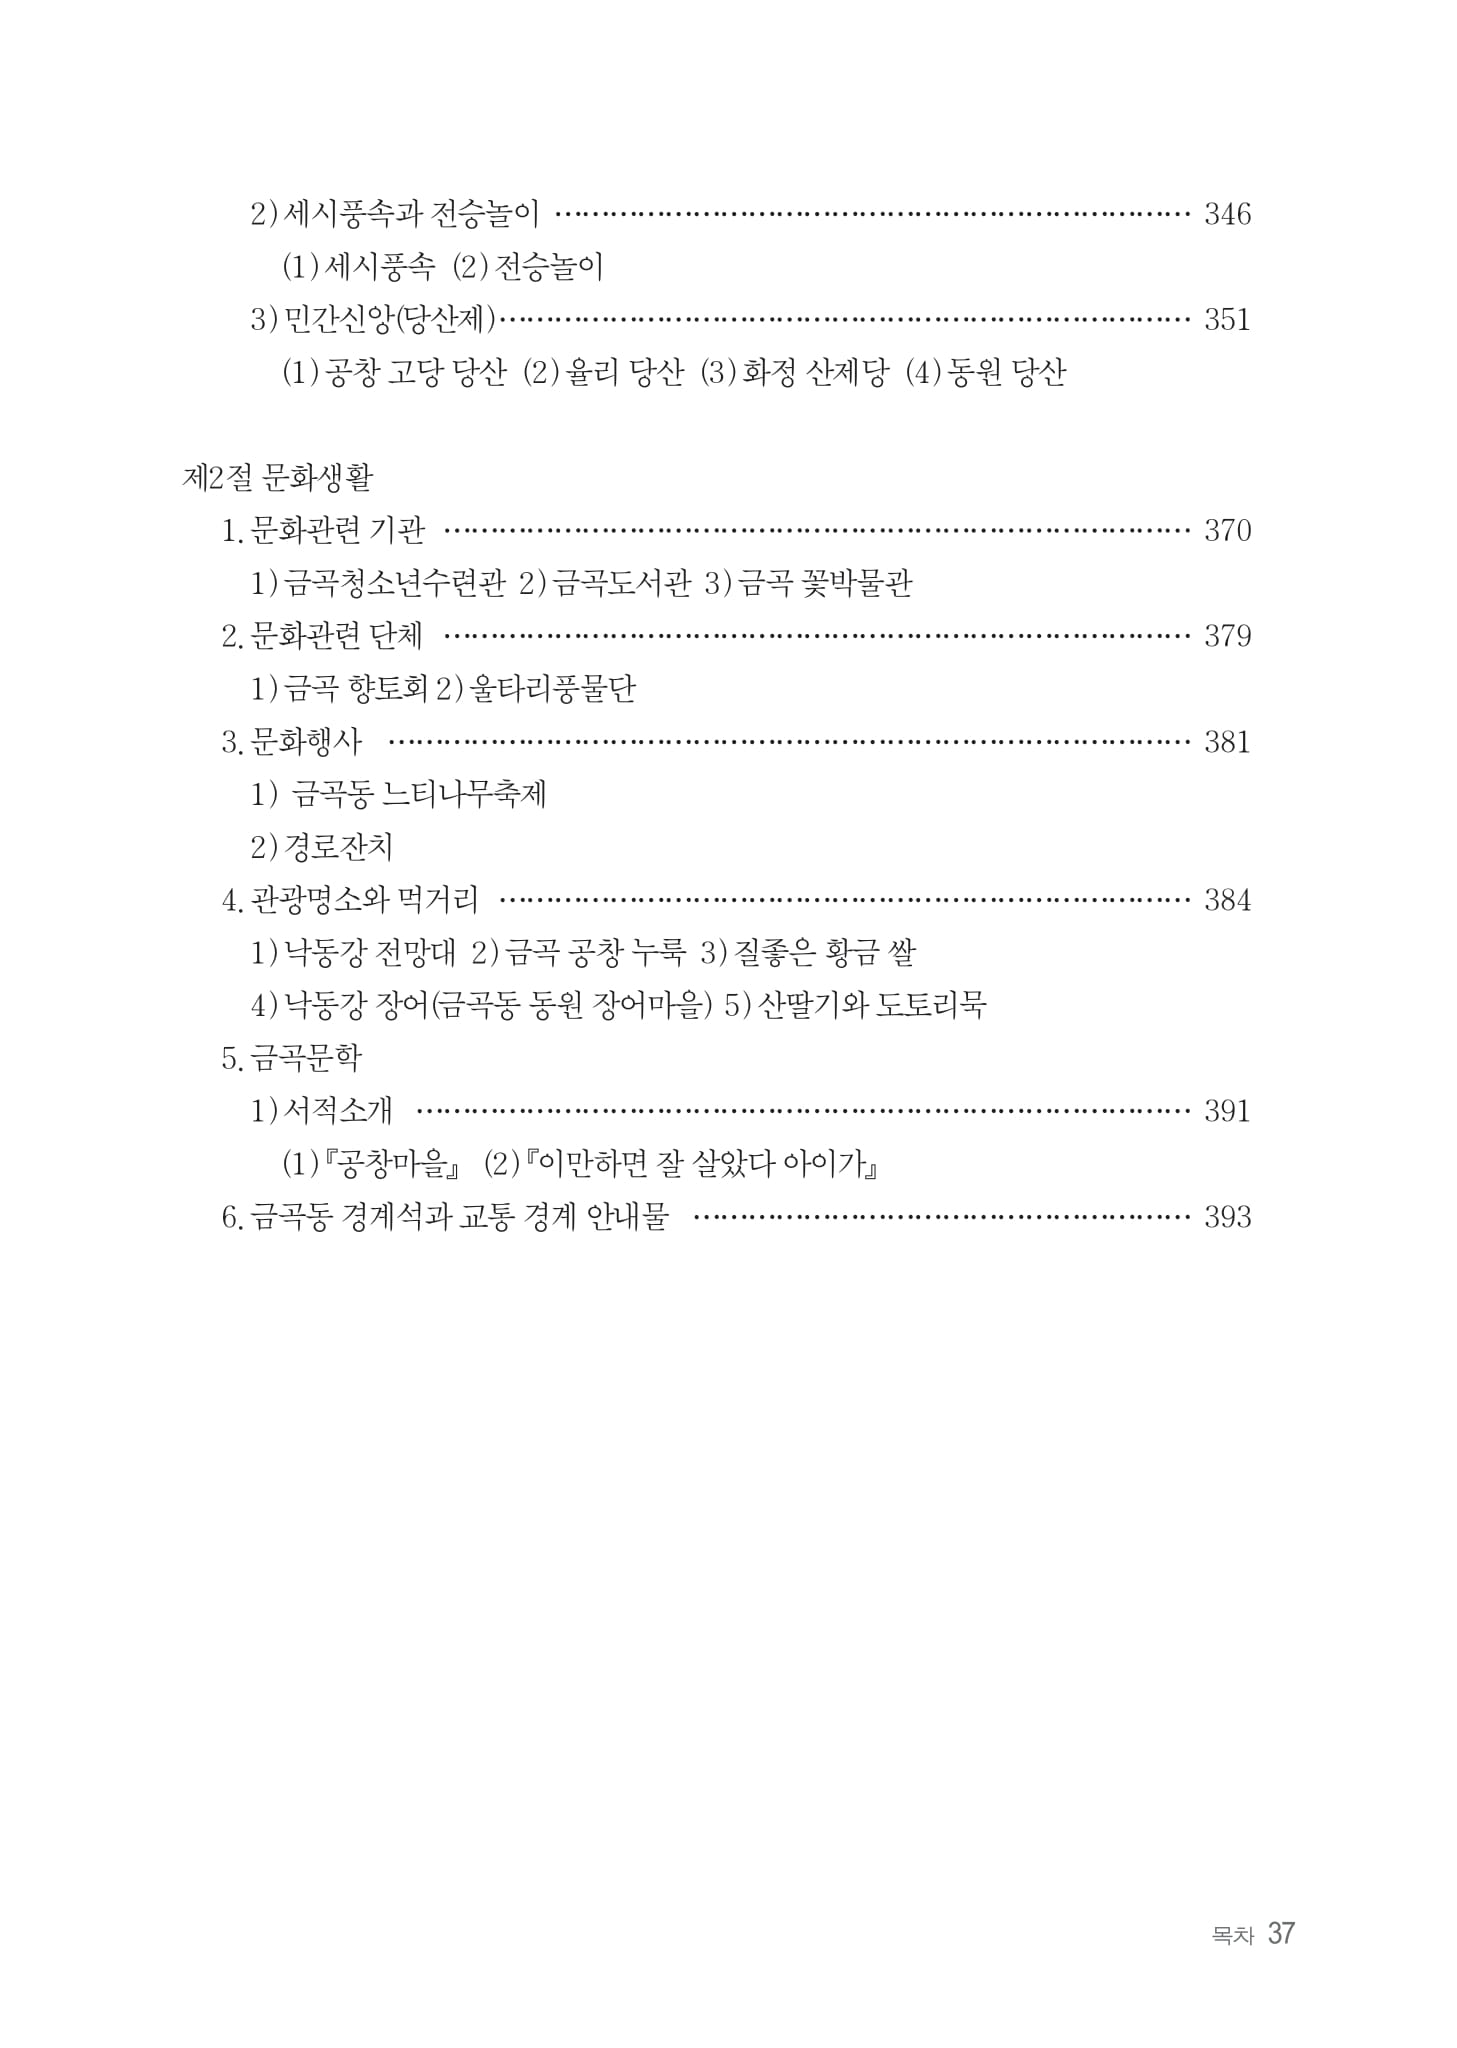 2) 세시풍속과 전승놀이 ································································ 346
(1) 세시풍속 (2) 전승놀이
3) 민간신앙(당산제) ································································ 351
(1) 공창 고당 당산 (2) 율리 당산 (3) 화정 산제당 (4) 동원 당산
제2절 문화생활
1. 문화관련 기관 ································································ 370
1) 금곡청소년수련관 2) 금곡도서관 3) 금곡 꽃박물관
2. 문화관련 단체 ································································ 379
1) 금곡 향토회 2) 울타리풍물단
3. 문화행사 ································································ 381
1) 금곡동 느티나무축제
2) 경로잔치
4. 관광명소와 먹거리 ································································ 384
1) 낙동강 전망대 2) 금곡 공창 누룩 3) 질좋은 황금 쌀
4) 낙동강 장어(금곡동 동원 장어마을) 5) 산딸기와 도토리묵
5. 금곡문학
1) 서적소개 ································································ 391
(1) 『공창마을』 (2) 『이만하면 잘 살았다 아이가』
6. 금곡동 경계석과 교통 경계 안내물 ································································ 393
목차 37